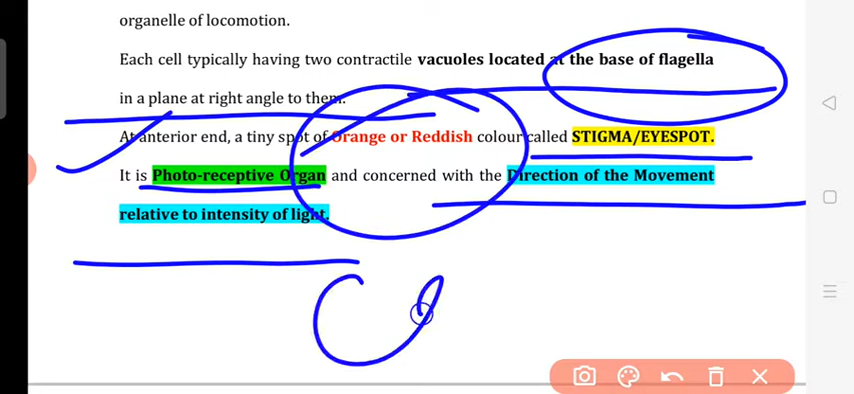 organelle of locomotion.
Each cell typically having two contractile vacuoles located at the base of flagella
in a plane at right angle to them.
At anterior end, a tiny spot of Orange or Reddish colour called STIGMA/EYESPOT.
It is Photo-receptive Organ and concerned with the Direction of the Movement
relative to intensity of light.